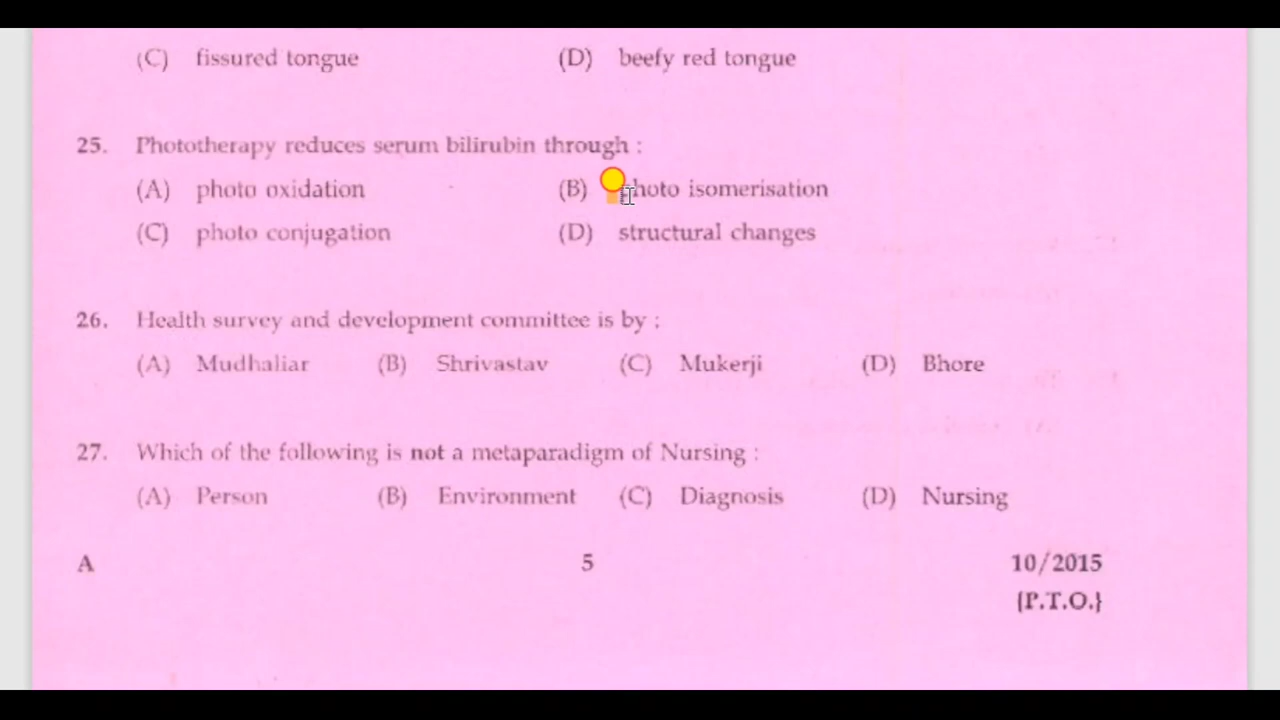 (C) fissured tongue (D) beefy red tongue
25. Phototherapy reduces serum bilirubin through :
(A) photo oxidation (B) photo isomerisation
(C) photo conjugation (D) structural changes
26. Health survey and development committee is by :
(A) Mudhaliar (B) Shrivastav (C) Mukerji (D) Bhore
27. Which of the following is not a metaparadigm of Nursing :
(A) Person (B) Environment (C) Diagnosis (D) Nursing
A 5 10/2015
{P.T.O.}